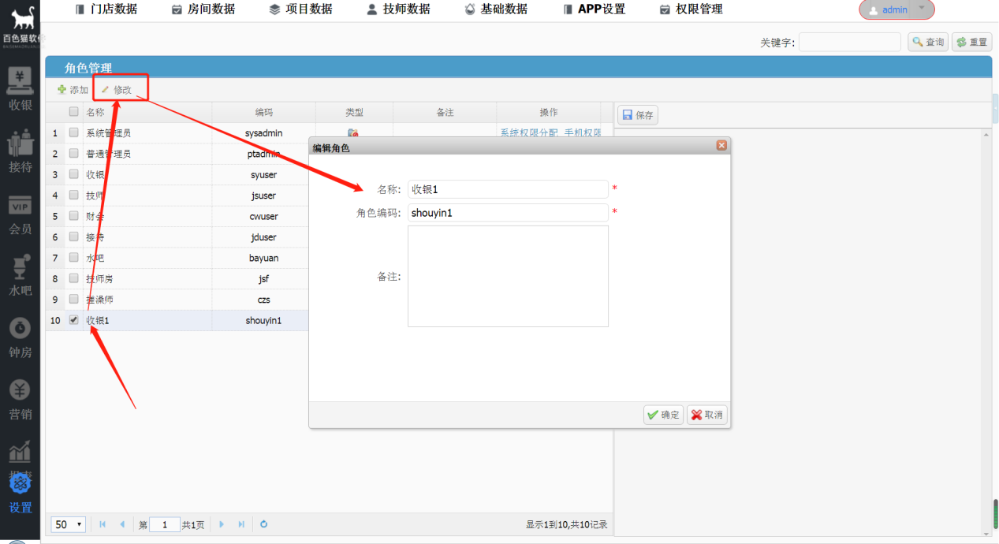 门店数据 房间数据 项目数据 技师数据 基础数据 APP设置 权限管理 admin
百色猫软件
关键字: 查询 重置
角色管理
添加 修改
名称 编码 类型 备注 操作 保存
1 系统管理员 sysadmin 系统权限分配 手机权限
2 普通管理员 ptadmin
3 收银 syuser
4 技师 jsuser
5 财会 cwuser
6 接待 jduser
7 水吧 bayuan
8 技师房 jsf
9 搓澡师 czs
10 收银1 shouyin1
编辑角色
名称: 收银1 *
角色编码: shouyin1 *
备注:
确定 取消
收银
接待
VIP
会员
水吧
钟房
营销
设置
50 第 1 共1页 显示1到10,共10记录